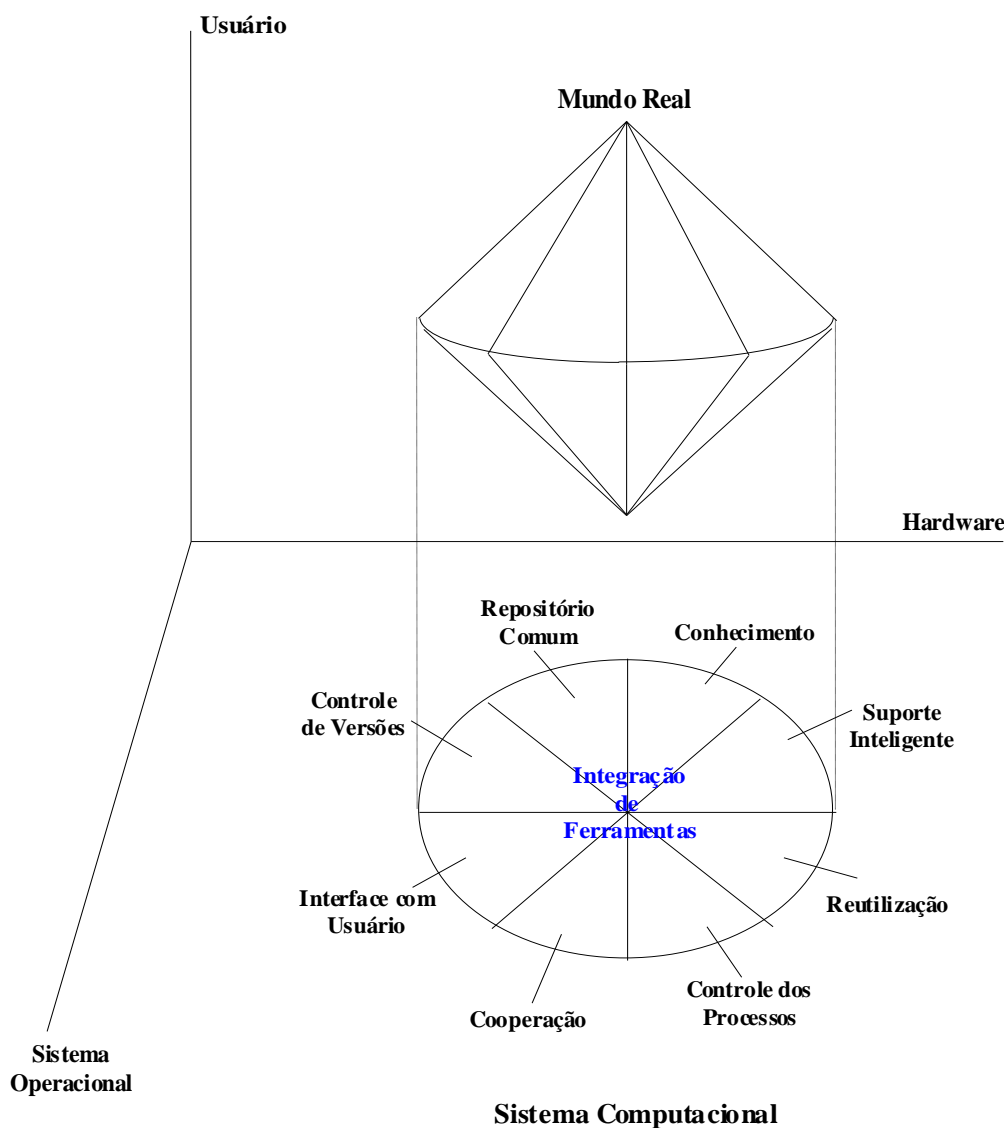 Usuário
Mundo Real
Hardware
Repositório
Comum
Conhecimento
Controle
de Versões
Suporte
Inteligente
Integração
de
Ferramentas
Interface com
Usuário
Reutilização
Cooperação
Controle dos
Processos
Sistema
Operacional
Sistema Computacional